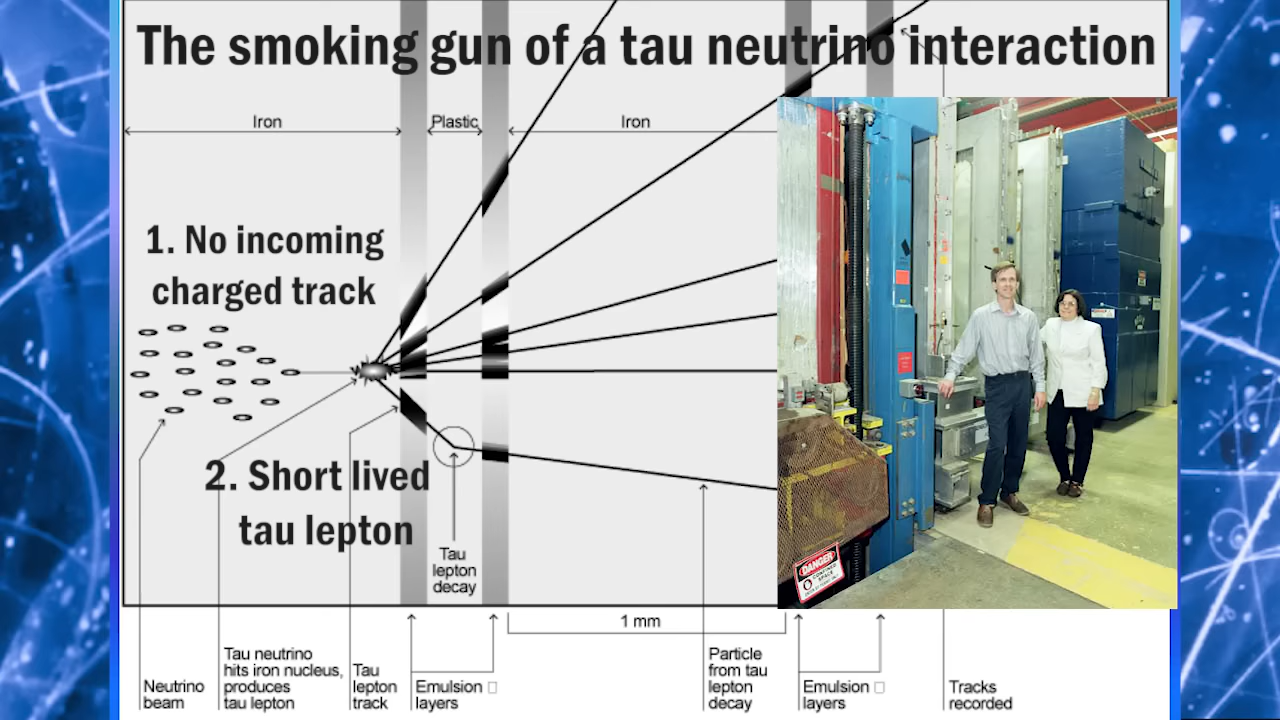 The smoking gun of a tau neutrino interaction
Iron
Plastic
Iron
1. No incoming
charged track
2. Short lived
tau lepton
Tau
lepton
decay
DANGER
CONFINED
SPACE
1 mm
Neutrino
beam
Tau neutrino
hits iron nucleus,
produces
tau lepton
Tau
lepton
track
Emulsion
layers
Particle
from tau
lepton
decay
Emulsion
layers
Tracks
recorded